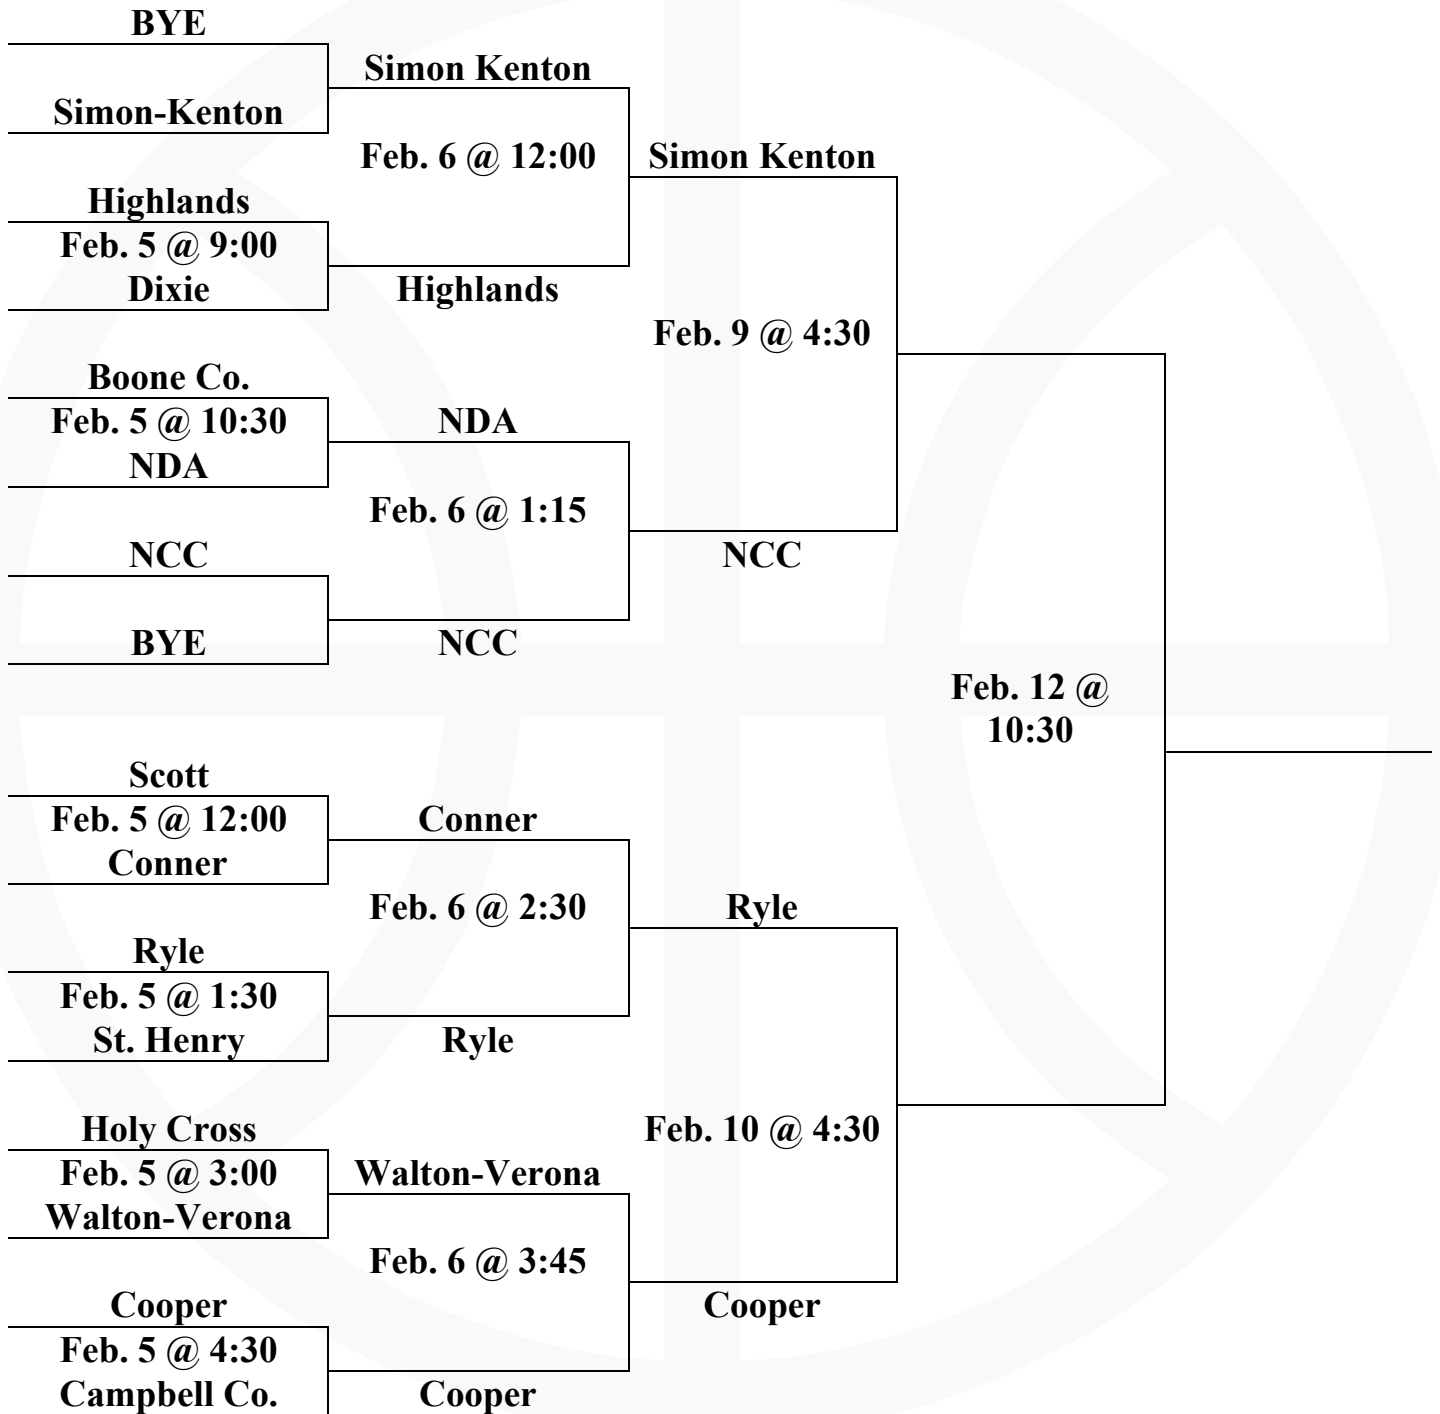 BYE
Simon Kenton
Simon-Kenton
Feb. 6 @ 12:00
Simon Kenton
Highlands
Feb. 5 @ 9:00
Dixie
Highlands
Feb. 9 @ 4:30
Boone Co.
Feb. 5 @ 10:30
NDA
NDA
Feb. 6 @ 1:15
NCC
NCC
BYE
NCC
Feb. 12 @
10:30
Scott
Feb. 5 @ 12:00
Conner
Conner
Feb. 6 @ 2:30
Ryle
Ryle
Feb. 5 @ 1:30
St. Henry
Ryle
Holy Cross
Feb. 10 @ 4:30
Feb. 5 @ 3:00
Walton-Verona
Walton-Verona
Feb. 6 @ 3:45
Cooper
Cooper
Feb. 5 @ 4:30
Campbell Co.
Cooper